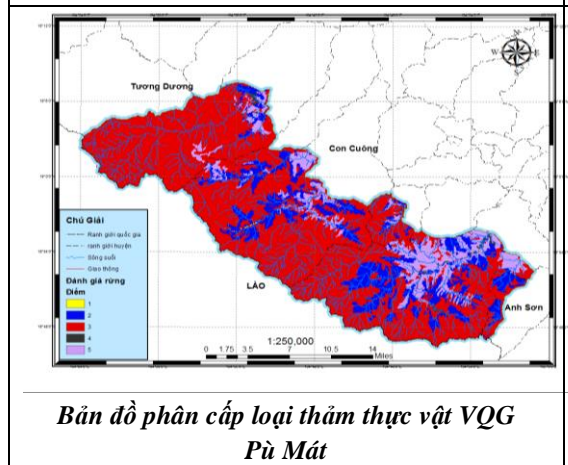 N
W
E
S
Tương Dương
Con Cuông
LÀO
Anh Sơn
Chú Giải
Ranh giới quốc gia
ranh giới huyện
Sông suối
Giao thông
Đánh giá rừng
Điểm
1
2
3
4
5
1:250,000
0 1.75 3.5 7 10.5 14
Miles
Bản đồ phân cấp loại thảm thực vật VQG
Pù Mát